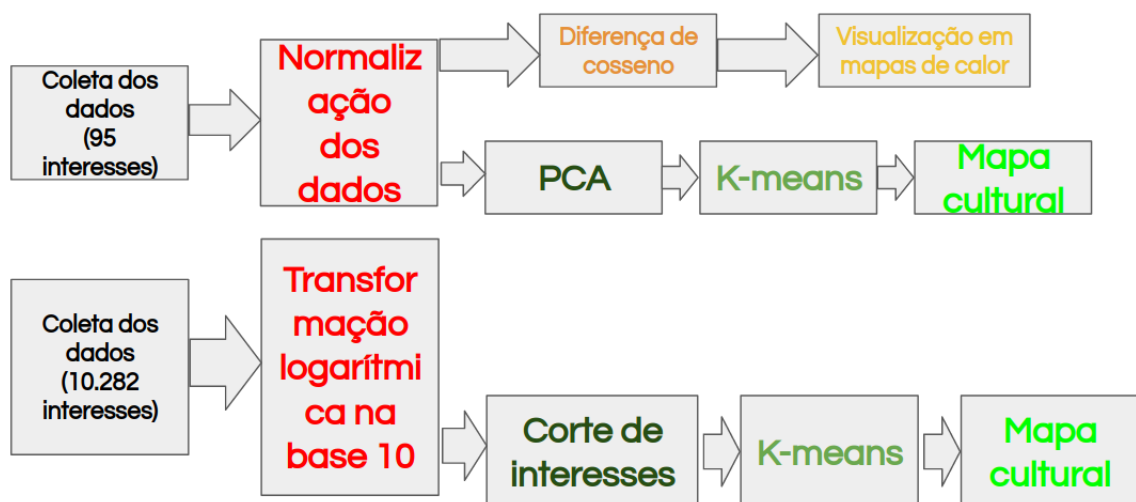 Coleta dos
dados
(95
interesses)
Normaliz
ação
dos
dados
Diferença de
cosseno
Visualização em
mapas de calor
PCA
K-means
Mapa
cultural
Coleta dos
dados
(10.282
interesses)
Transfor
mação
logarítmi
ca na
base 10
Corte de
interesses
K-means
Mapa
cultural